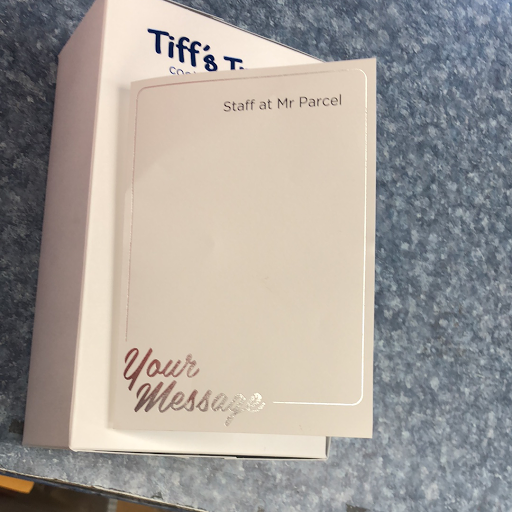 Tiff's
Staff at Mr Parcel
Your
Message